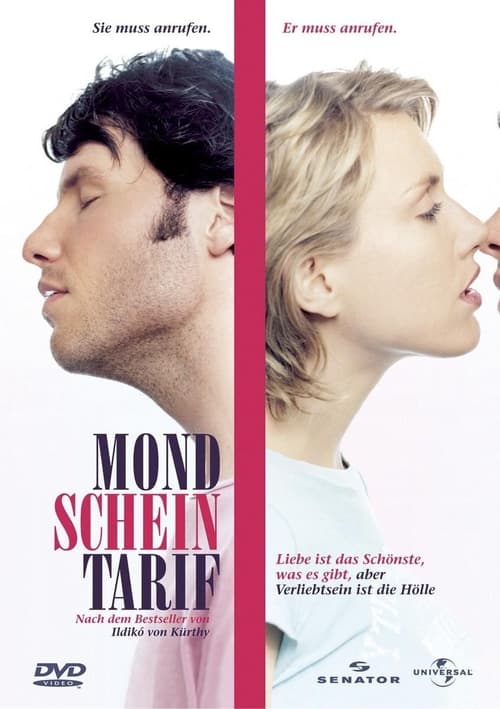 Sie muss anrufen.
Er muss anrufen.
MOND
SCHEIN
TARIF
Nach dem Bestseller von
Ildikó von Kürthy
Liebe ist das Schönste,
was es gibt, aber
Verliebtsein ist die Hölle
DVD
VIDEO
S
SENATOR
UNIVERSAL